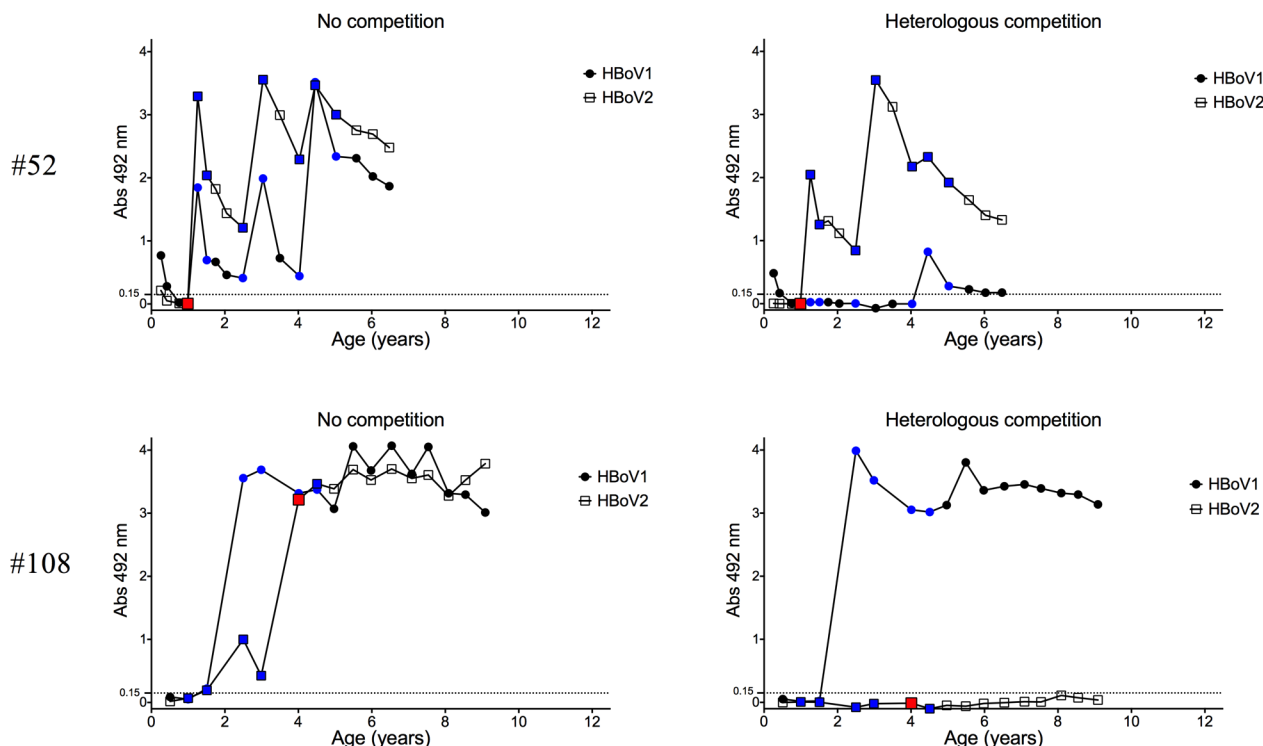 No competition
Heterologous competition
#52
Abs 492 nm
4
3
2
1
0.15
0
0 2 4 6 8 10 12
Age (years)
HBoV1
HBoV2
Abs 492 nm
4
3
2
1
0.15
0
0 2 4 6 8 10 12
Age (years)
HBoV1
HBoV2
No competition
Heterologous competition
#108
Abs 492 nm
4
3
2
1
0.15
0
0 2 4 6 8 10 12
Age (years)
HBoV1
HBoV2
Abs 492 nm
4
3
2
1
0.15
0
0 2 4 6 8 10 12
Age (years)
HBoV1
HBoV2